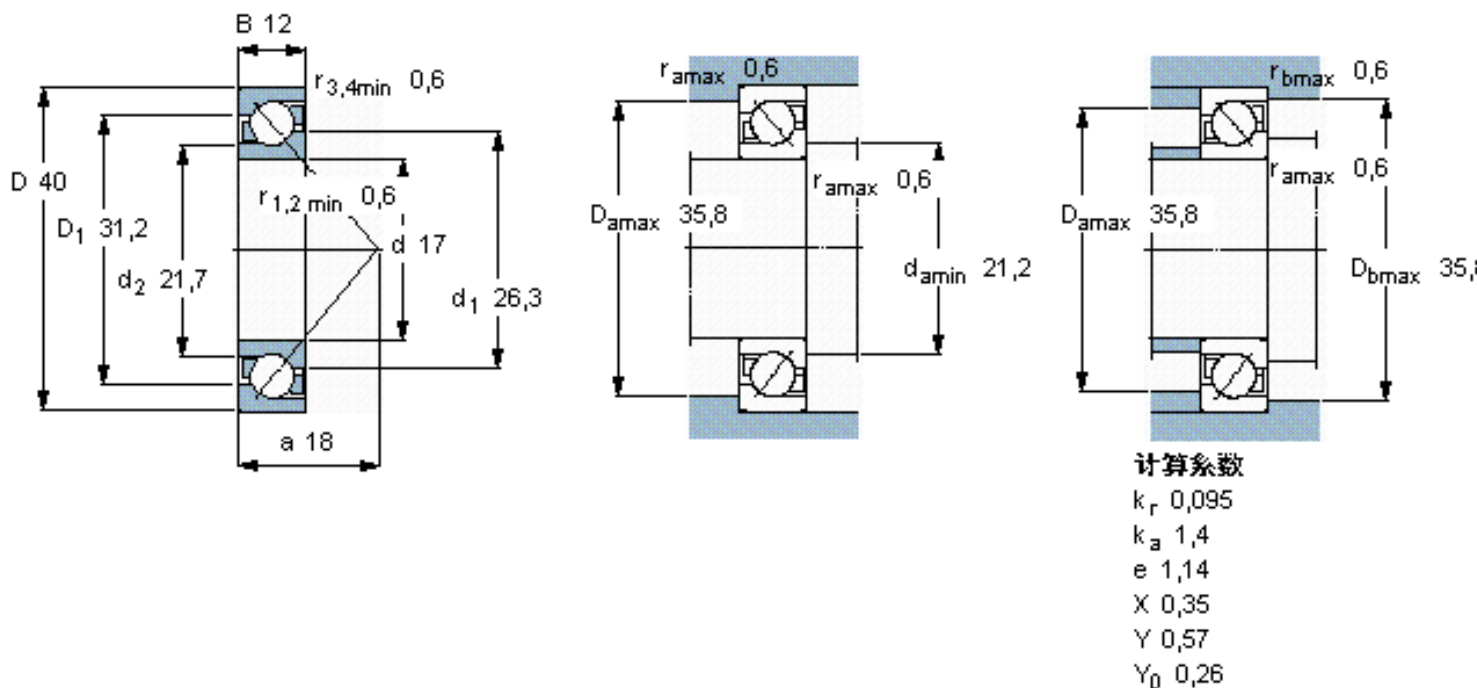 B 12
r3,4min 0,6
D 40
D1 31,2
d2 21,7
r1,2 min 0,6
d 17
d1 26,3
a 18
ramax 0,6
ramax 0,6
Damax 35,8
damin 21,2
rbmax 0,6
ramax 0,6
Damax 35,8
Dbmax 35,8
计算系数
kr 0,095
ka 1,4
e 1,14
X 0,35
Y 0,57
Y0 0,26